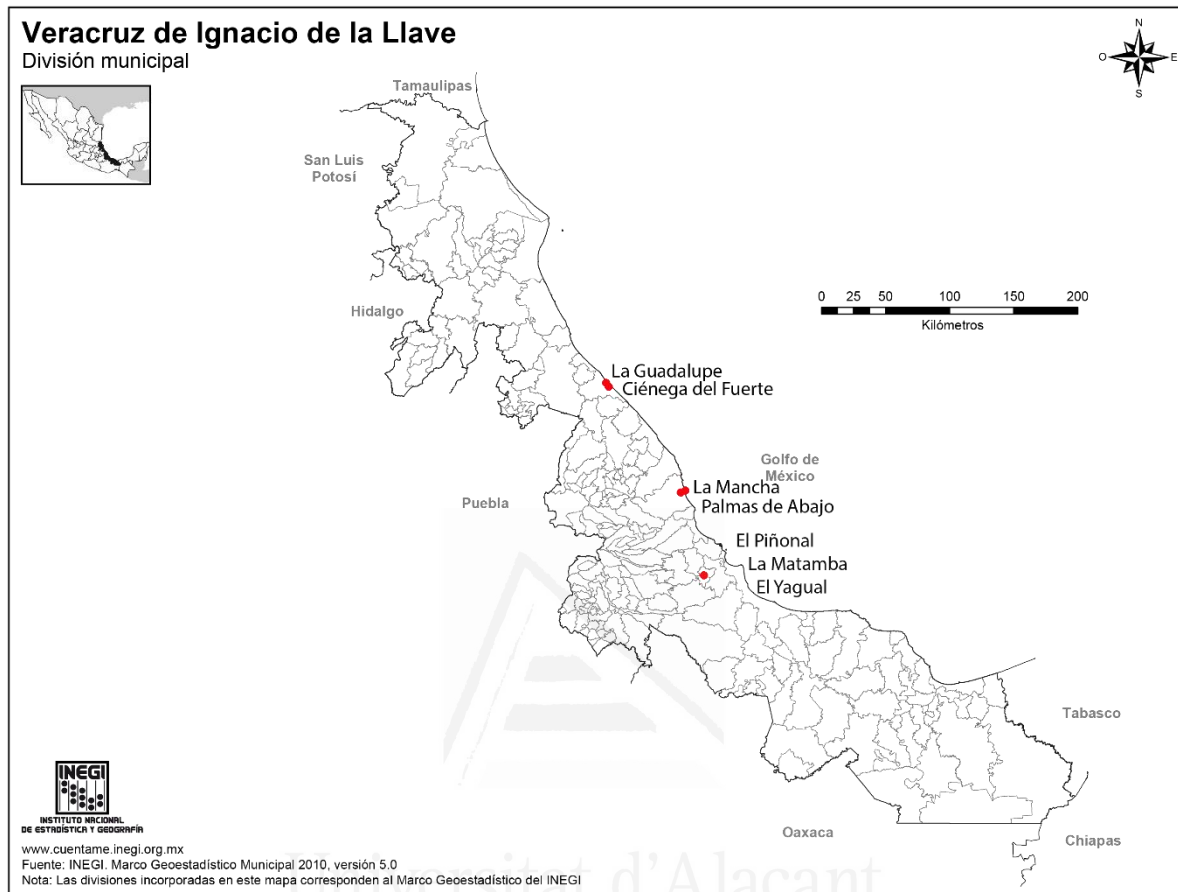 Veracruz de Ignacio de la Llave
División municipal
N
O
E
S
Tamaulipas
San Luis
Potosí
Hidalgo
0 25 50 100 150 200
Kilómetros
La Guadalupe
Ciénega del Fuerte
Golfo de
México
La Mancha
Palmas de Abajo
Puebla
El Piñonal
La Matamba
El Yagual
Tabasco
Oaxaca
Chiapas
INEGI
INSTITUTO NACIONAL
DE ESTADÍSTICA Y GEOGRAFÍA
www.cuentame.inegi.org.mx
Fuente: INEGI. Marco Geoestadístico Municipal 2010, versión 5.0
Nota: Las divisiones incorporadas en este mapa corresponden al Marco Geoestadístico del INEGI
Universitat d'Alacant